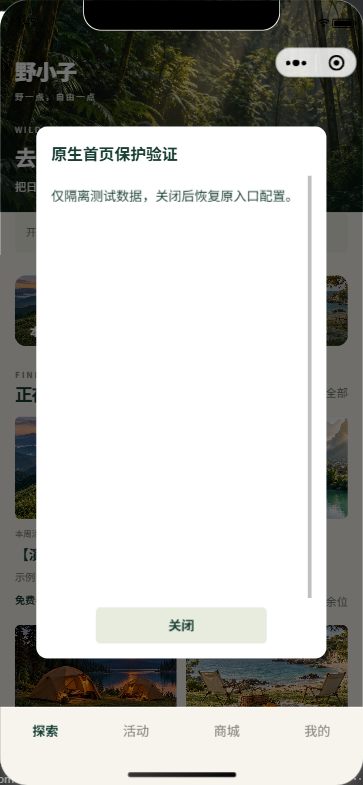 野小子
野一点，自由一点
WILD
去
把日
原生首页保护验证
仅隔离测试数据，关闭后恢复原入口配置。
开
FIND
正在
全部
本周
【演
示例
免费
余位
关闭
探索
活动
商城
我的